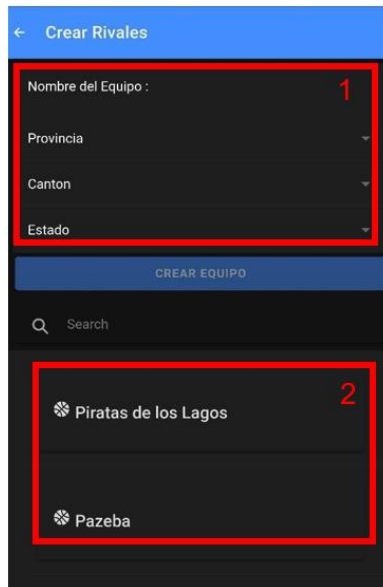 Crear Rivales
Nombre del Equipo :
1
Provincia
Canton
Estado
CREAR EQUIPO
Search
2
Piratas de los Lagos
Pazeba